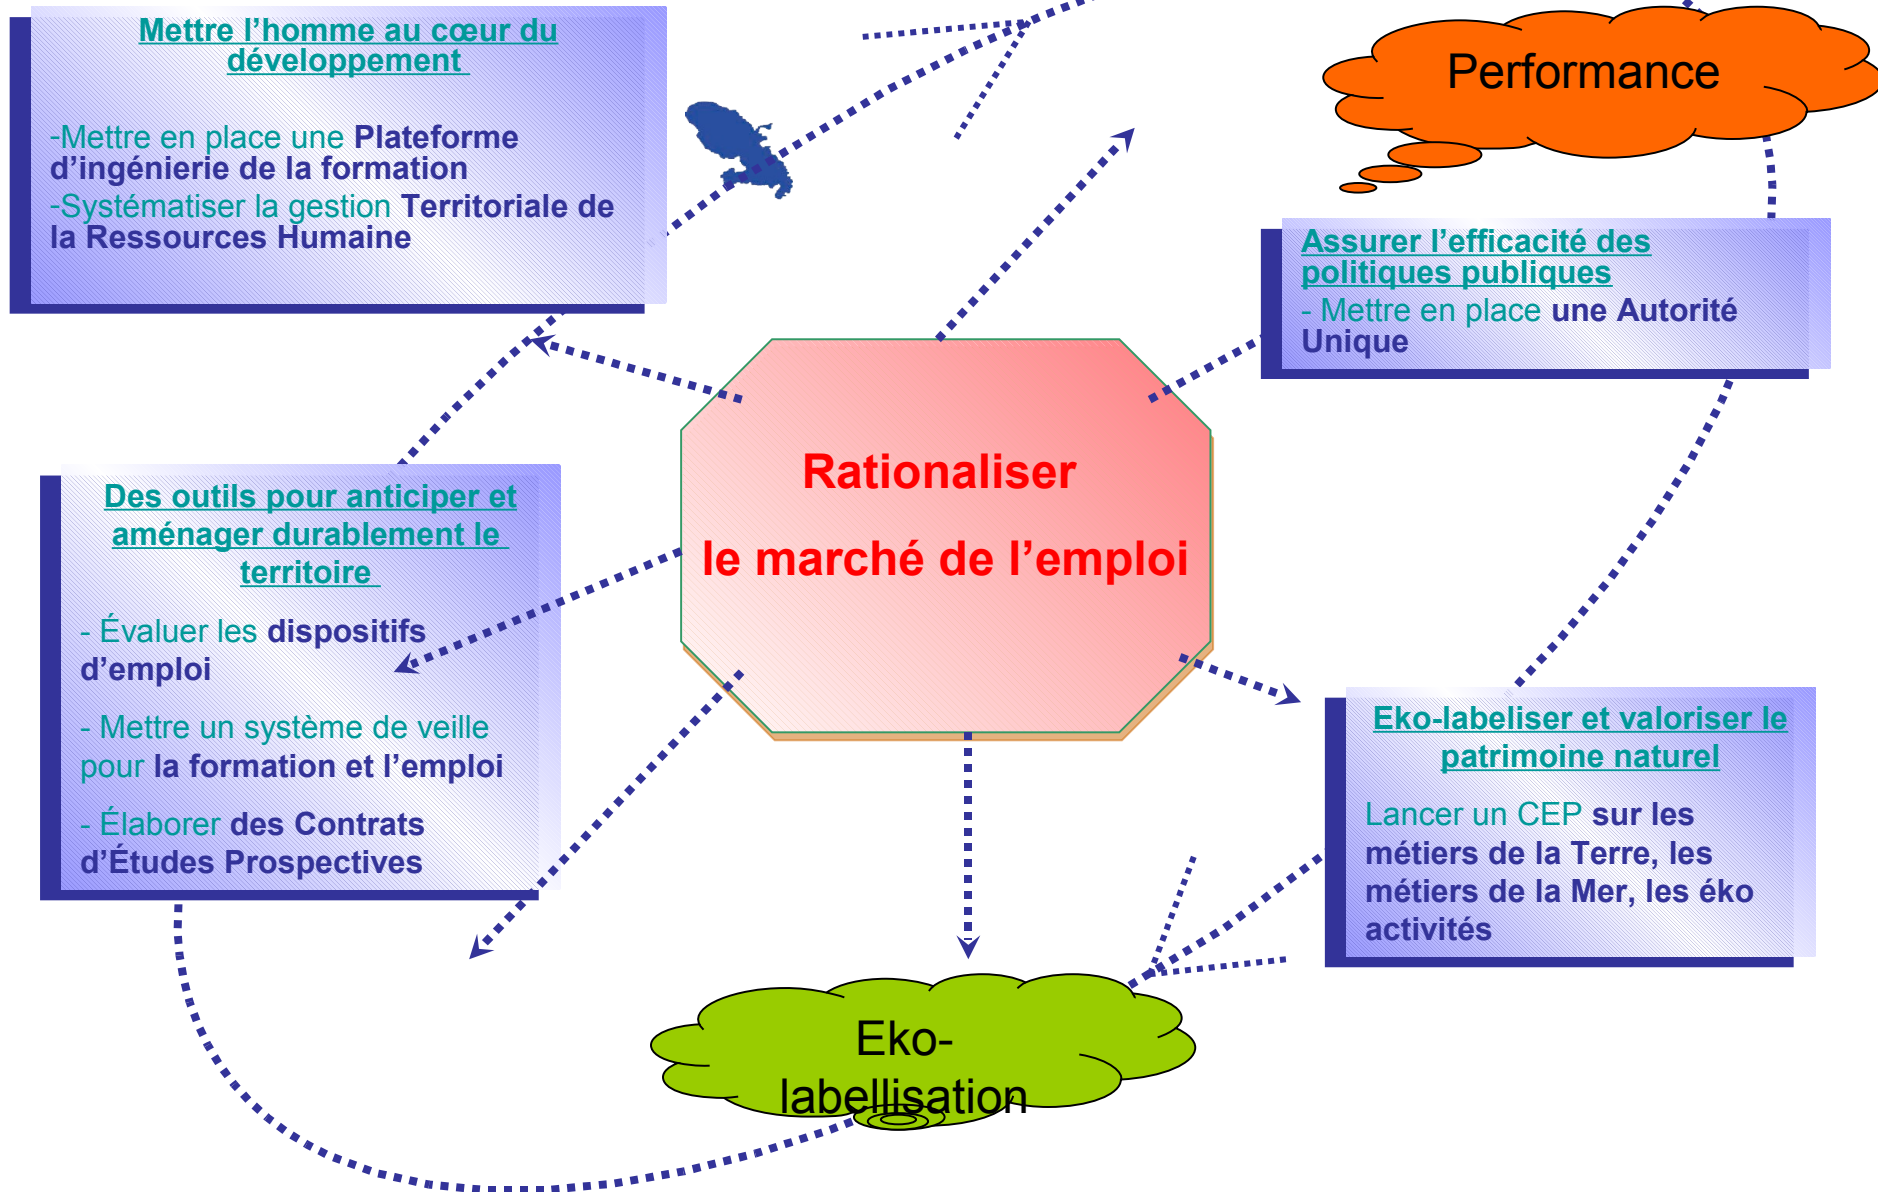 Mettre l’homme au cœur du
développement
-Mettre en place une Plateforme
d’ingénierie de la formation
-Systématiser la gestion Territoriale de
la Ressources Humaine
Performance
Assurer l’efficacité des
politiques publiques
- Mettre en place une Autorité
Unique
Rationaliser
le marché de l’emploi
Des outils pour anticiper et
aménager durablement le
territoire
- Évaluer les dispositifs
d’emploi
- Mettre un système de veille
pour la formation et l’emploi
- Élaborer des Contrats
d’Études Prospectives
Eko-labeliser et valoriser le
patrimoine naturel
Lancer un CEP sur les
métiers de la Terre, les
métiers de la Mer, les éko
activités
Eko-
labellisation